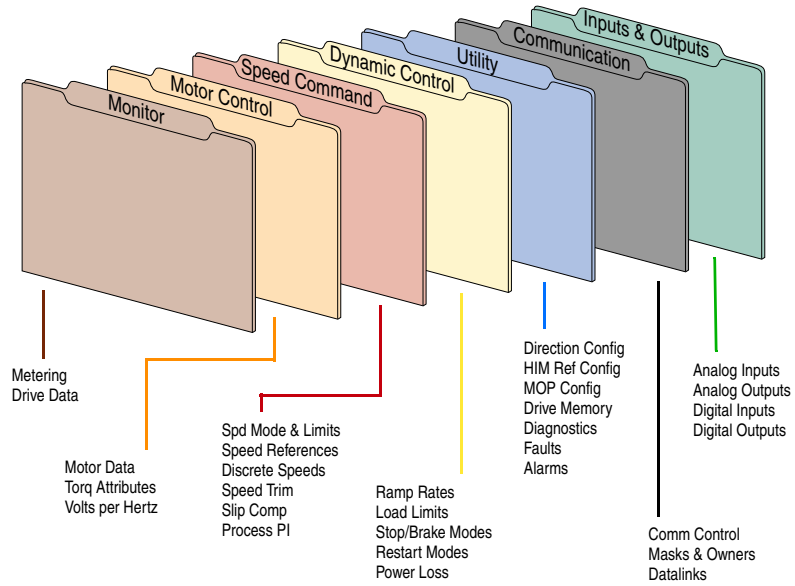 Monitor
Motor Control
Speed Command
Dynamic Control
Utility
Communication
Inputs & Outputs
Metering
Drive Data
Motor Data
Torq Attributes
Volts per Hertz
Spd Mode & Limits
Speed References
Discrete Speeds
Speed Trim
Slip Comp
Process PI
Ramp Rates
Load Limits
Stop/Brake Modes
Restart Modes
Power Loss
Direction Config
HIM Ref Config
MOP Config
Drive Memory
Diagnostics
Faults
Alarms
Comm Control
Masks & Owners
Datalinks
Analog Inputs
Analog Outputs
Digital Inputs
Digital Outputs